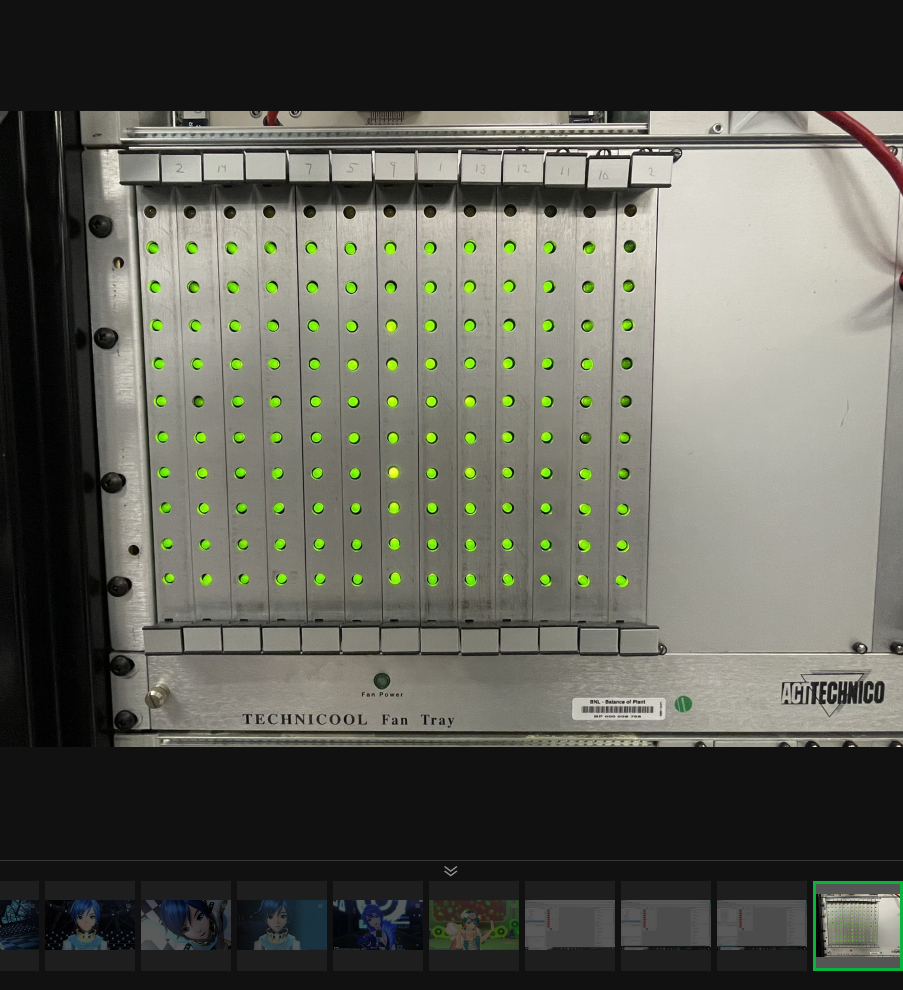 2 14 7 5 9 1 13 12 11 10 2
Fan Power
TECHNICOOL Fan Tray
BNL - Balance of Plant
ACTTECHNICO